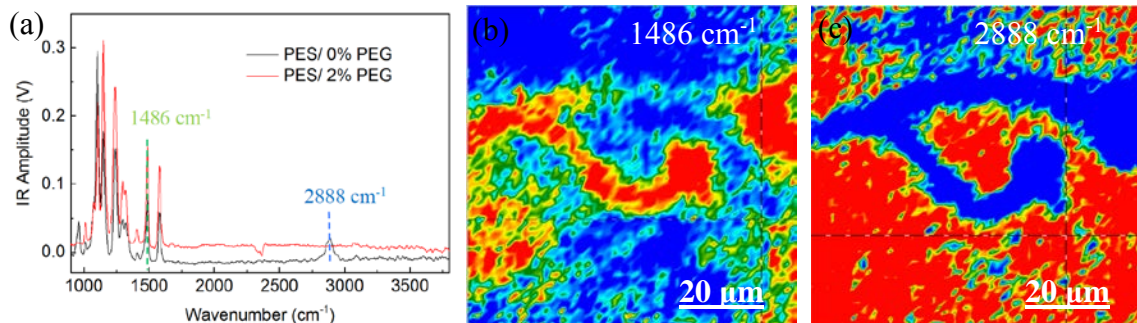 (a)
0.3
0.2
0.1
0.0
IR Amplitude (V)
PES/ 0% PEG
PES/ 2% PEG
1486 cm⁻¹
2888 cm⁻¹
900 1500 2000 2500 3000 3500
Wavenumber (cm⁻¹)
(b)
1486 cm⁻¹
20 μm
(c)
2888 cm⁻¹
20 μm